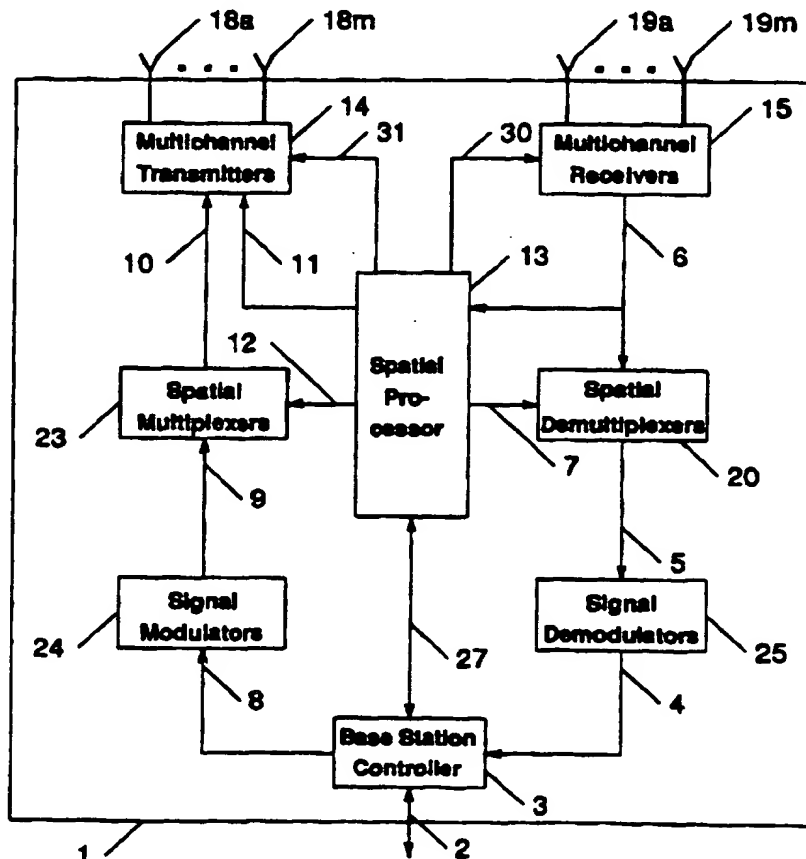 18a 18m 19a 19m
14
31
30
15
Multichannel
Transmitters
Multichannel
Receivers
10
11
13
6
12
Spatial
Multiplexers
Spatial
Pro-
cessor
Spatial
Demultiplexers
23
9
7
20
5
Signal
Modulators
Signal
Demodulators
24
8
27
25
4
Base Station
Controller
3
1
2